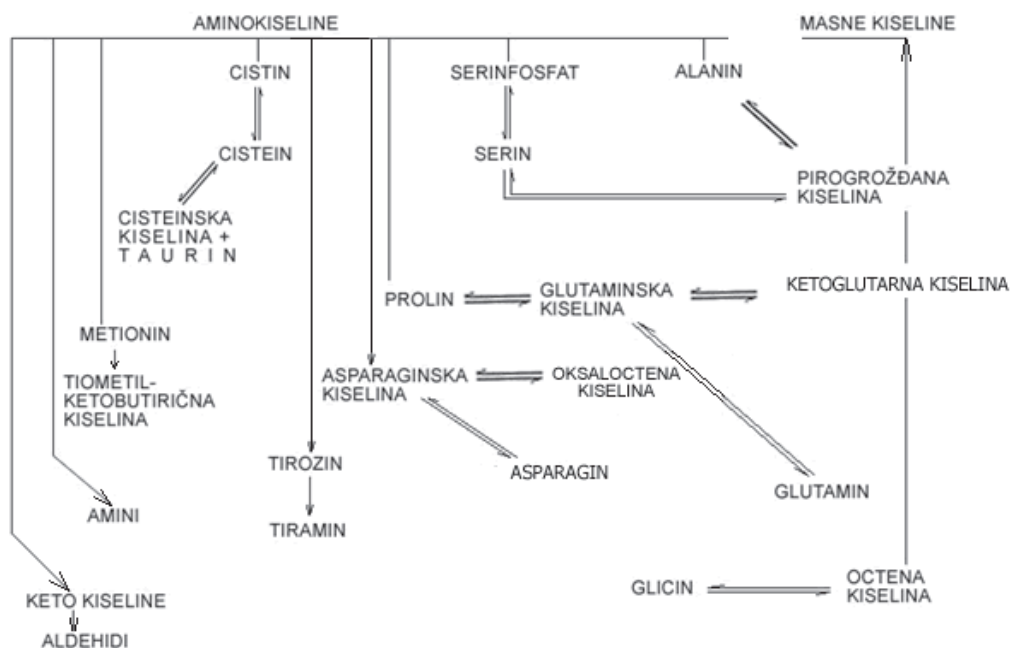 AMINOKISELINE
MASNE KISELINE
CISTIN
SERINFOSFAT
ALANIN
CISTEIN
SERIN
PIROGROŽĐANA
KISELINA
CISTEINSKA
KISELINA +
T A U R I N
PROLIN
GLUTAMINSKA
KISELINA
KETOGLUTARNA KISELINA
METIONIN
TIOMETIL-
KETOBUTIRIČNA
KISELINA
ASPARAGINSKA
KISELINA
OKSALOCTENA
KISELINA
TIROZIN
ASPARAGIN
GLUTAMIN
AMINI
TIRAMIN
GLICIN
OCTENA
KISELINA
KETO KISELINE
ALDEHIDI